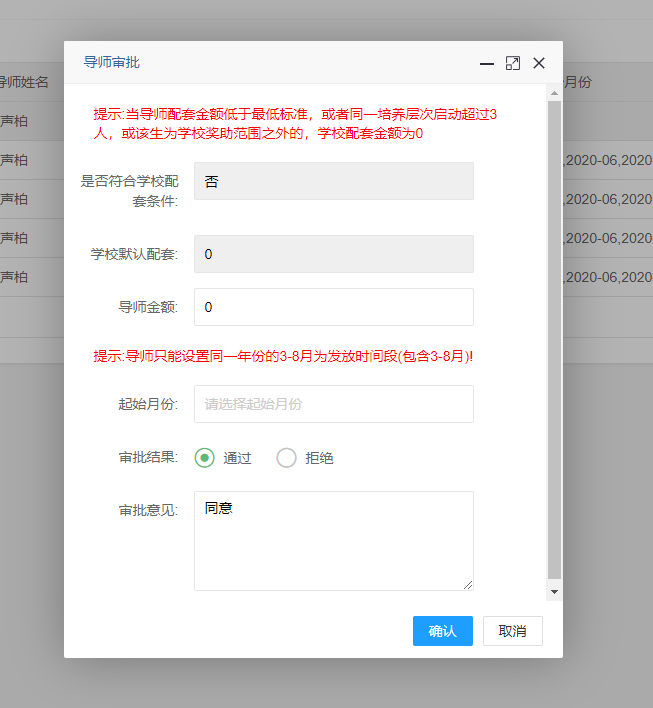 导师审批
导师姓名
月份
提示:当导师配套金额低于最低标准，或者同一培养层次启动超过3
人，或该生为学校奖助范围之外的，学校配套金额为0
声柏
声柏
,2020-06,2020
是否符合学校配
套条件:
否
声柏
,2020-06,2020
声柏
,2020-06,2020
学校默认配套:
0
声柏
,2020-06,2020
导师金额:
0
提示:导师只能设置同一年份的3-8月为发放时间段(包含3-8月)!
起始月份:
请选择起始月份
审批结果:
通过
拒绝
审批意见:
同意
确认
取消